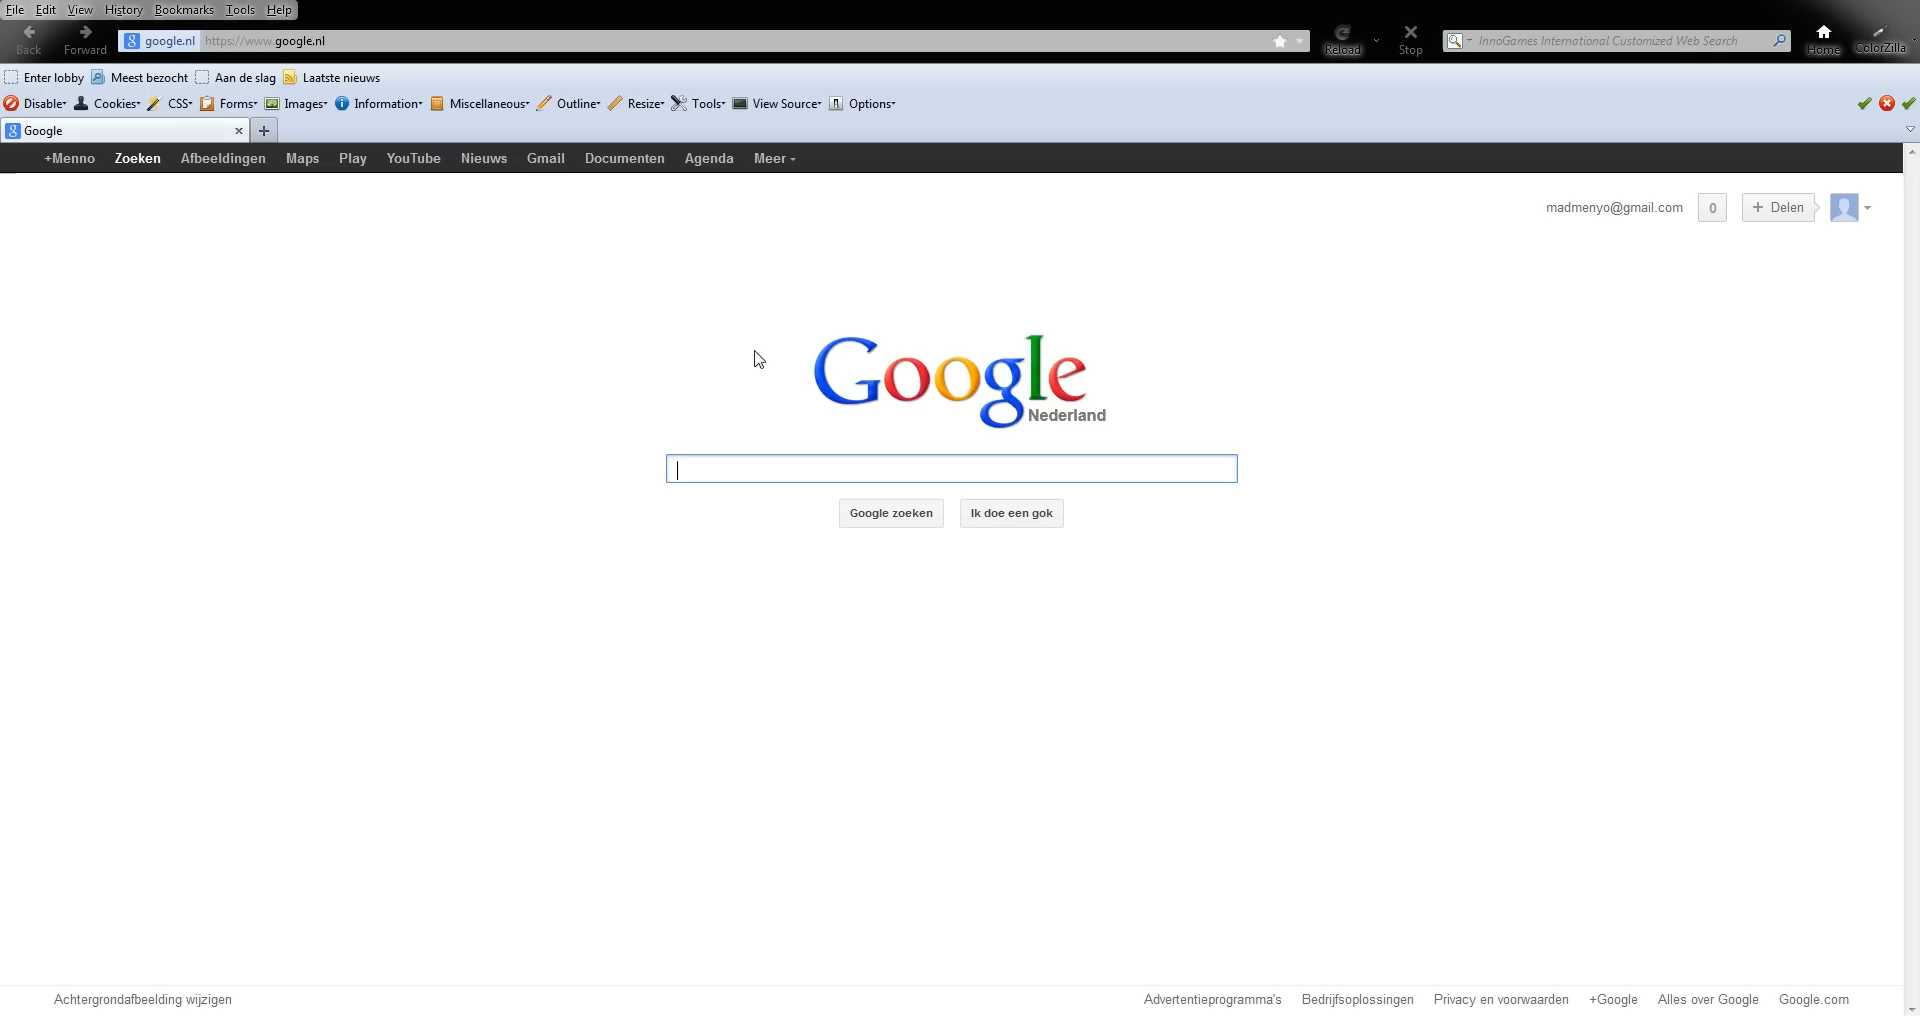 File Edit View History Bookmarks Tools Help
Back Forward google.nl https://www.google.nl Reload Stop InnoGames International Customized Web Search Home ColorZilla
Enter lobby Meest bezocht Aan de slag Laatste nieuws
Disable Cookies CSS Forms Images Information Miscellaneous Outline Resize Tools View Source Options
Google
+Menno Zoeken Afbeeldingen Maps Play YouTube Nieuws Gmail Documenten Agenda Meer
madmenyo@gmail.com 0 + Delen
Google
Nederland
Google zoeken Ik doe een gok
Achtergrondafbeelding wijzigen Advertentieprogramma's Bedrijfsoplossingen Privacy en voorwaarden +Google Alles over Google Google.com